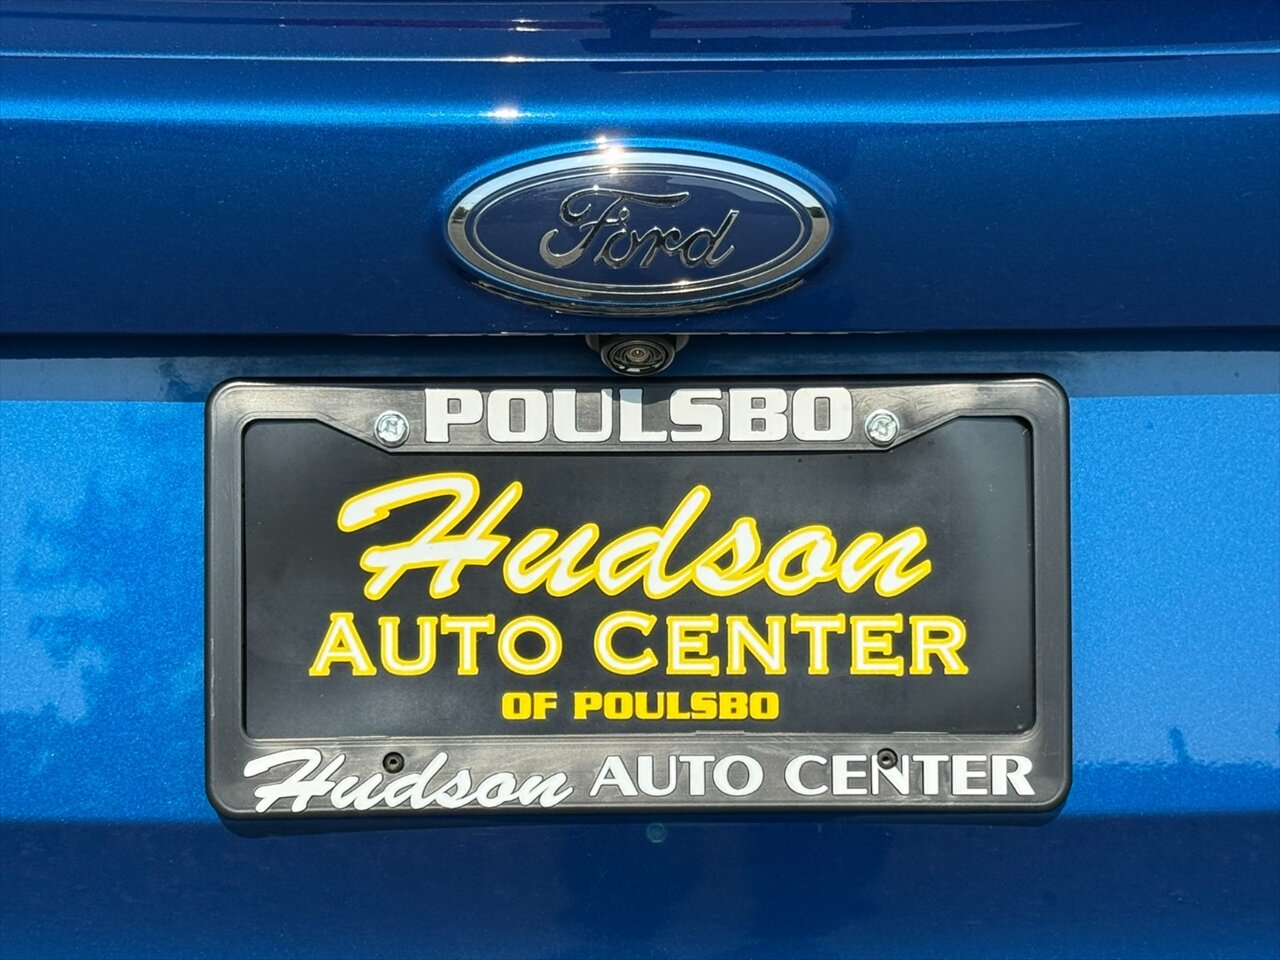 Ford
POULSBO
Hudson
AUTO CENTER
OF POULSBO
Hudson AUTO CENTER